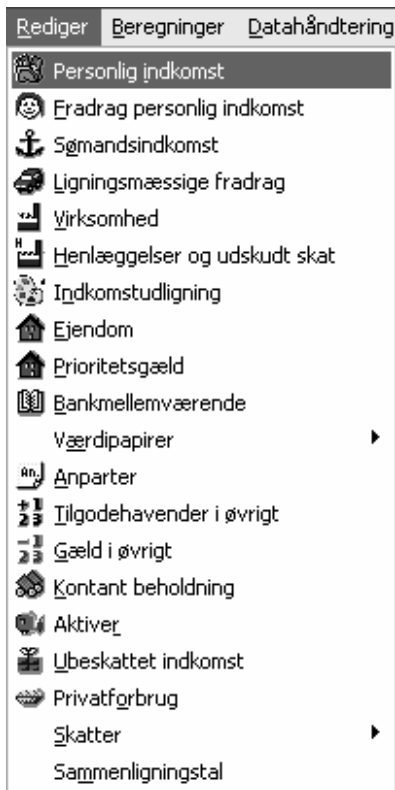 Rediger Beregninger Datahåndtering
Personlig indkomst
Fradrag personlig indkomst
Sømandsindkomst
Ligningsmæssige fradrag
Virksomhed
Henlæggelser og udskudt skat
Indkomstudligning
Ejendom
Prioritetsgæld
Bankmellemværende
Værdipapirer
Anparter
Tilgodehavender i øvrigt
Gæld i øvrigt
Kontant beholdning
Aktiver
Ubeskattet indkomst
Privatforbrug
Skatter
Sammenligningstal